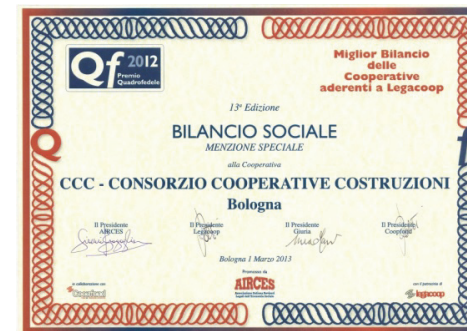 Qf 2012
Premio
Quadrofedele
Miglior Bilancio
delle
Cooperative
aderenti a Legacoop
13ª Edizione
BILANCIO SOCIALE
MENZIONE SPECIALE
alla Cooperativa
CCC - CONSORZIO COOPERATIVE COSTRUZIONI
Bologna
Il Presidente
AIRCES
Il Presidente
Legacoop
Il Presidente
Giuria
Il Presidente
Coopfond
Bologna 1 Marzo 2013
Promosso da
AIRCES
in collaborazione con
con il patrocinio di
legacoop
Q
f